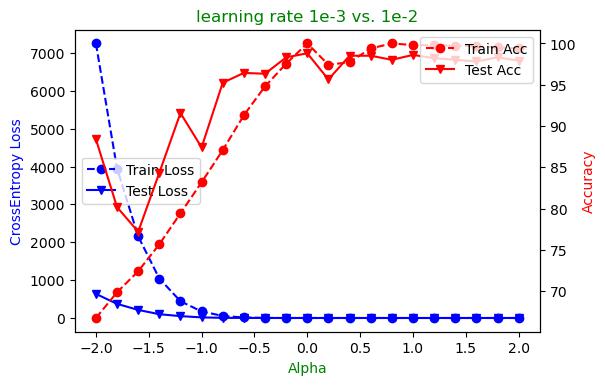 learning rate 1e-3 vs. 1e-2
7000
6000
5000
4000
3000
2000
1000
0
CrossEntropy Loss
Train Loss
Test Loss
Train Acc
Test Acc
100
95
90
85
80
75
70
Accuracy
−2.0 −1.5 −1.0 −0.5 0.0 0.5 1.0 1.5 2.0
Alpha